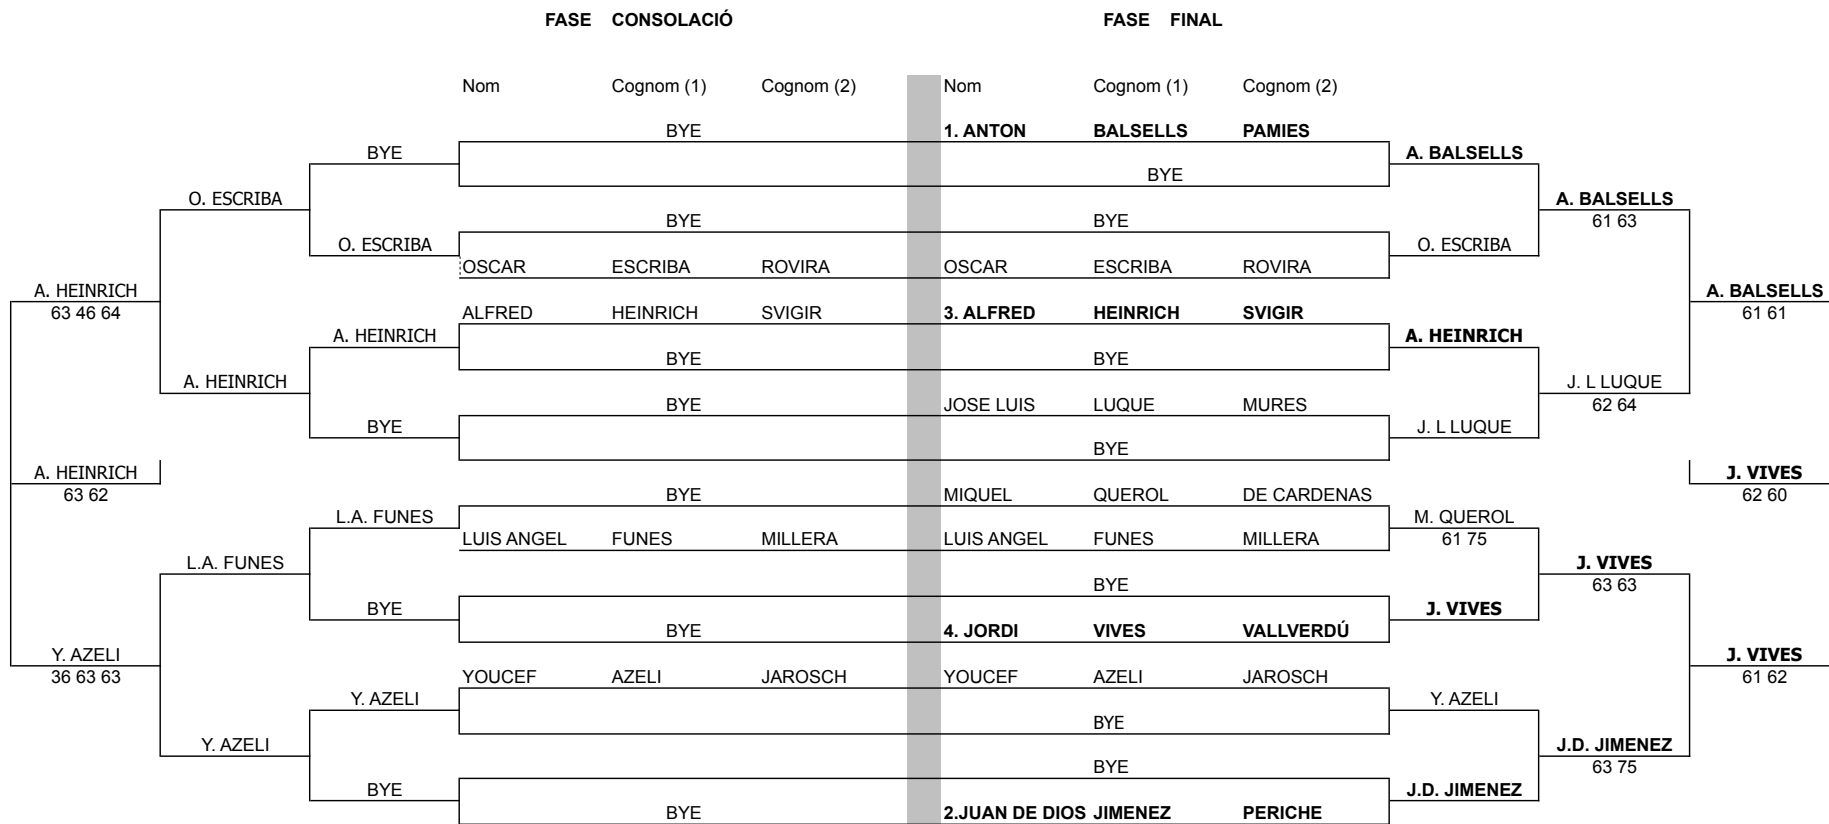 FASE CONSOLACIÓ FASE FINAL
Nom Cognom (1) Cognom (2) Nom Cognom (1) Cognom (2)
BYE 1. ANTON BALSELLS PAMIES
BYE A. BALSELLS
BYE
O. ESCRIBA A. BALSELLS
BYE BYE 61 63
O. ESCRIBA O. ESCRIBA
OSCAR ESCRIBA ROVIRA OSCAR ESCRIBA ROVIRA
A. HEINRICH A. BALSELLS
63 46 64 ALFRED HEINRICH SVIGIR 3. ALFRED HEINRICH SVIGIR 61 61
A. HEINRICH A. HEINRICH
BYE BYE
A. HEINRICH J. L LUQUE
BYE JOSE LUIS LUQUE MURES 62 64
BYE J. L LUQUE
BYE
A. HEINRICH J. VIVES
63 62 BYE MIQUEL QUEROL DE CARDENAS 62 60
L.A. FUNES M. QUEROL
LUIS ANGEL FUNES MILLERA LUIS ANGEL FUNES MILLERA 61 75
L.A. FUNES J. VIVES
BYE 63 63
BYE J. VIVES
BYE 4. JORDI VIVES VALLVERDÚ
Y. AZELI J. VIVES
36 63 63 YOUCEF AZELI JAROSCH YOUCEF AZELI JAROSCH 61 62
Y. AZELI Y. AZELI
BYE
Y. AZELI J.D. JIMENEZ
BYE 63 75
BYE J.D. JIMENEZ
BYE 2.JUAN DE DIOS JIMENEZ PERICHE